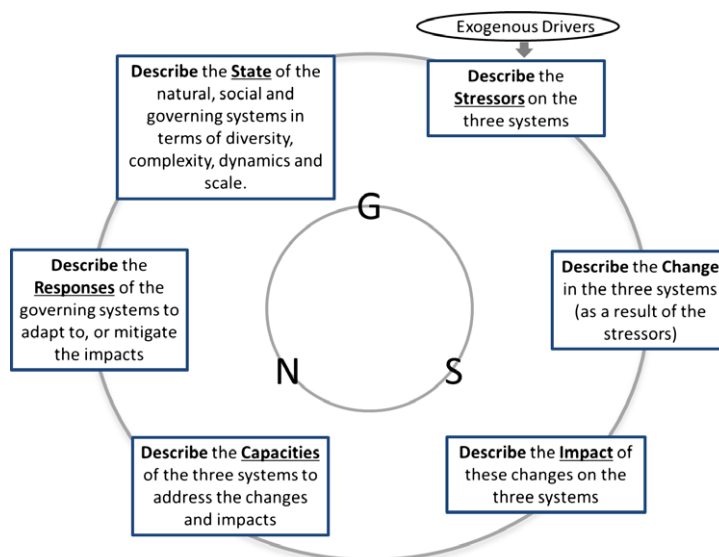 Exogenous Drivers
Describe the
Stressors on the
three systems
Describe the State of the
natural, social and
governing systems in
terms of diversity,
complexity, dynamics and
scale.
G
Describe the
Responses of the
governing systems to
adapt to, or mitigate
the impacts
Describe the Change
in the three systems
(as a result of the
stressors)
N
S
Describe the Capacities
of the three systems to
address the changes
and impacts
Describe the Impact of
these changes on the
three systems